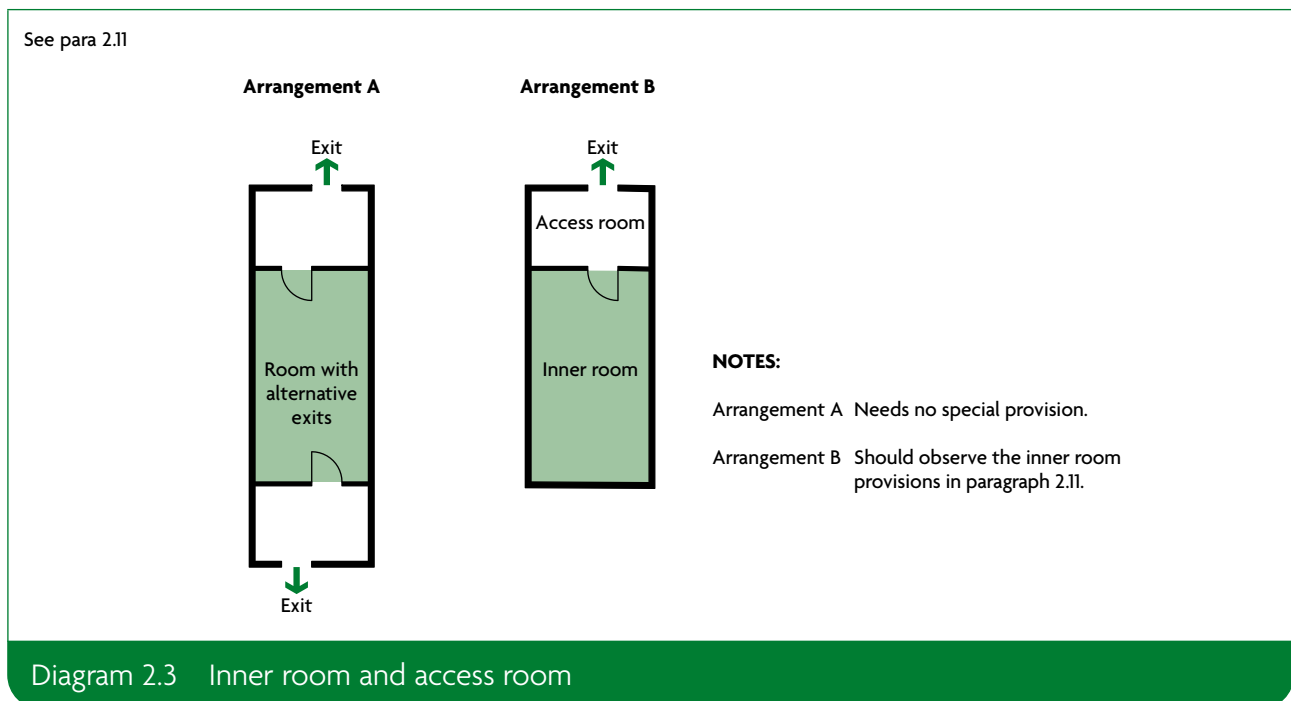 See para 2.11
Arrangement A
Exit
Room with
alternative
exits
Exit
Arrangement B
Exit
Access room
Inner room
NOTES:
Arrangement A Needs no special provision.
Arrangement B Should observe the inner room
provisions in paragraph 2.11.
Diagram 2.3 Inner room and access room